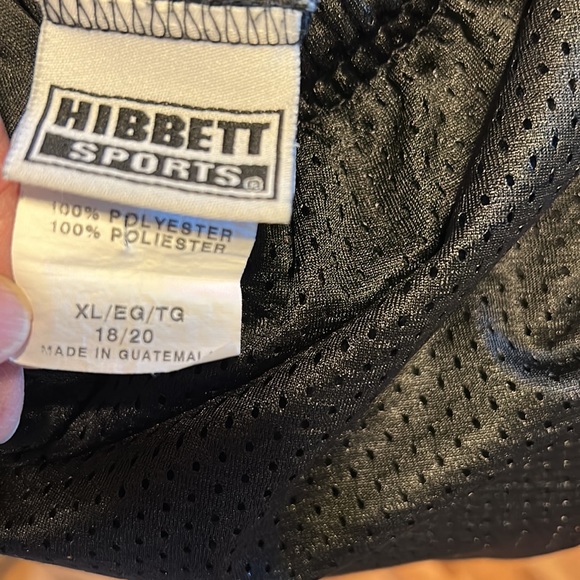 HIBBETT
SPORTS®
100% POLYESTER
100% POLIESTER
XL/EG/TG
18/20
MADE IN GUATEMAL